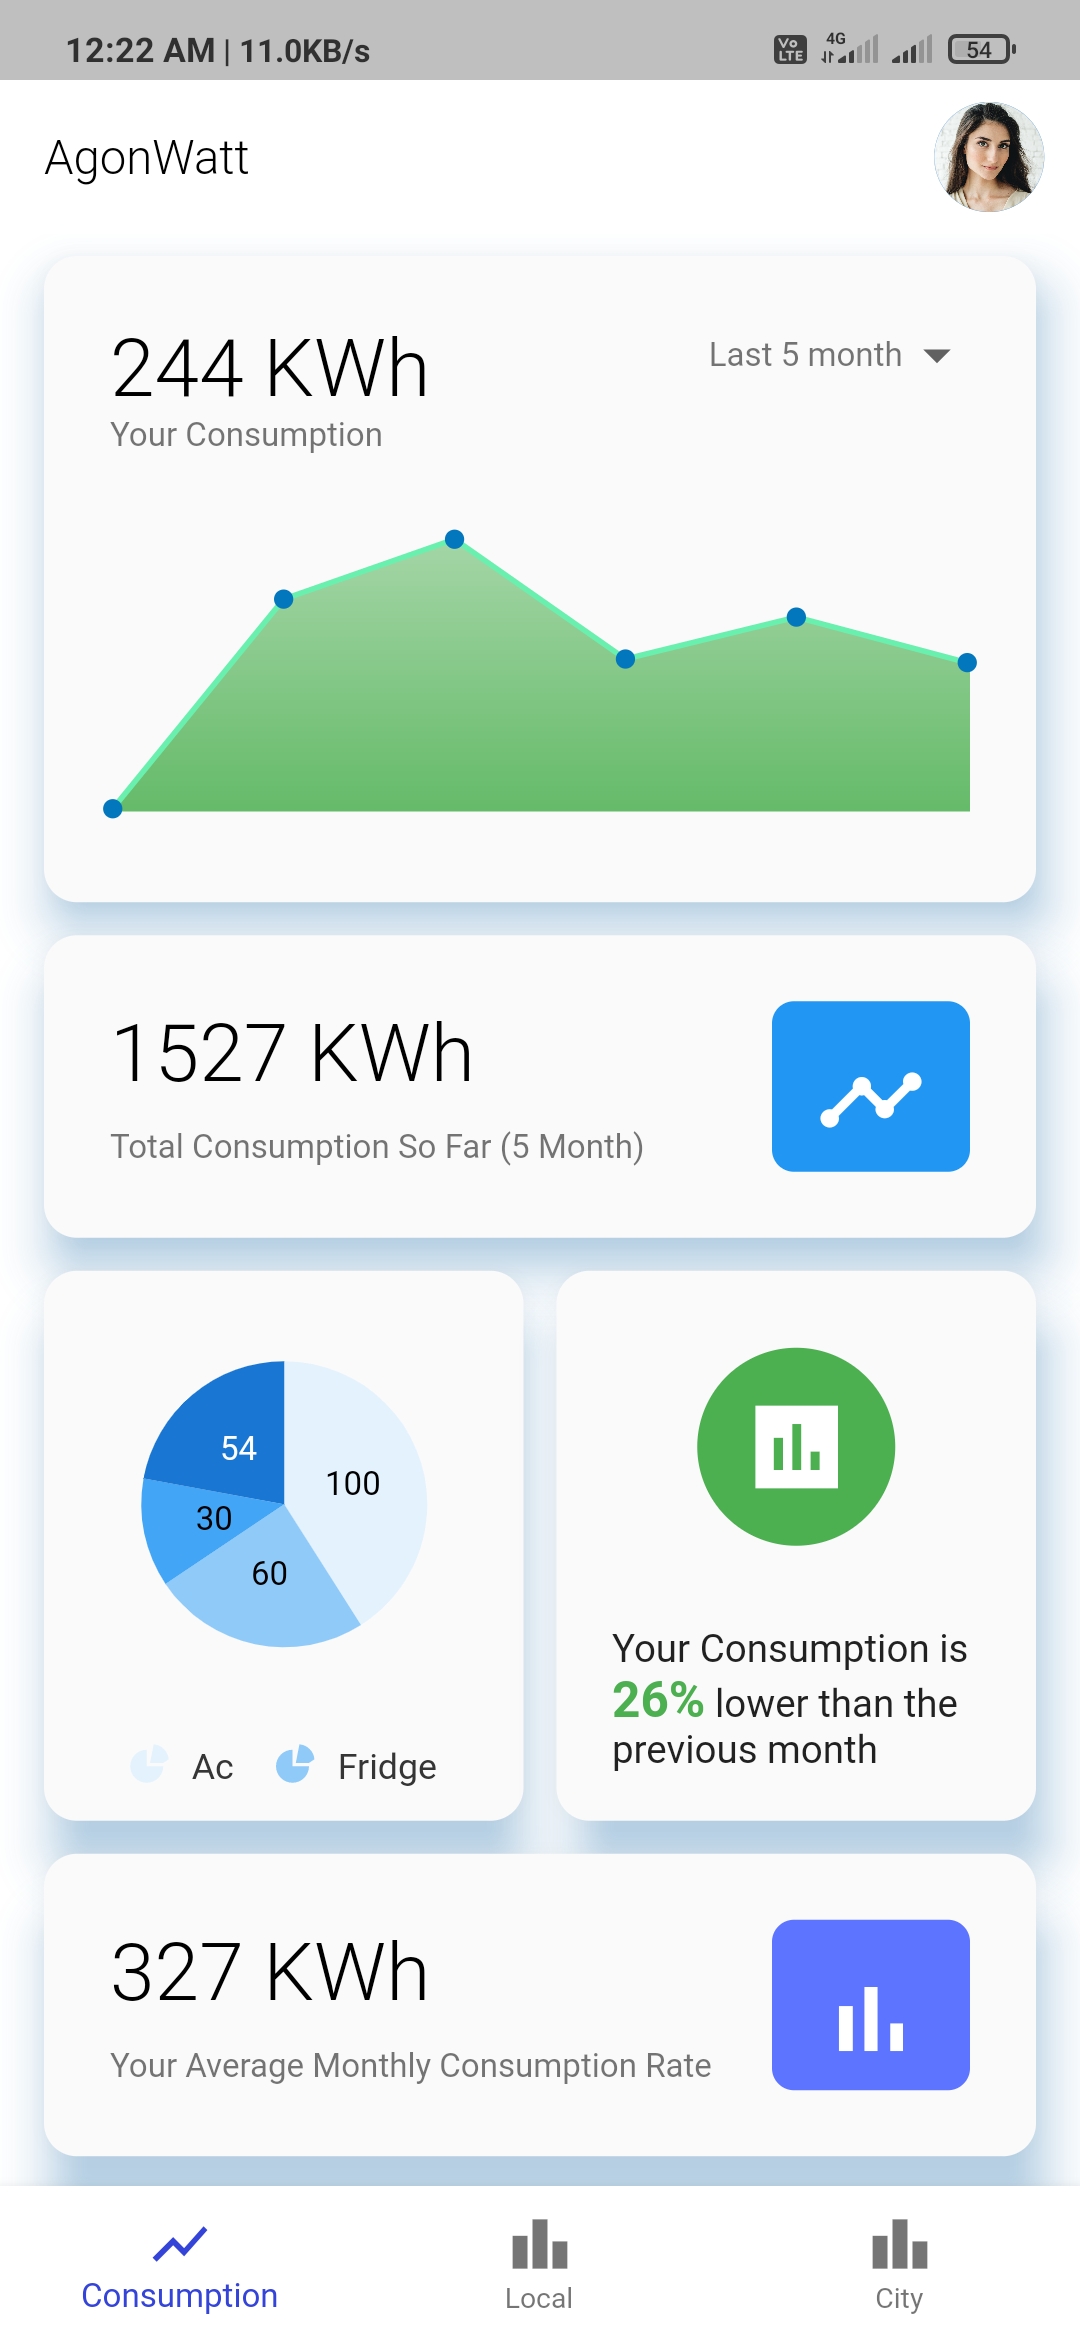 12:22 AM | 11.0KB/s
Vo LTE 4G 54
AgonWatt
244 KWh
Last 5 month
Your Consumption
1527 KWh
Total Consumption So Far (5 Month)
54
100
30
60
Ac Fridge
Your Consumption is
26% lower than the
previous month
327 KWh
Your Average Monthly Consumption Rate
Consumption Local City